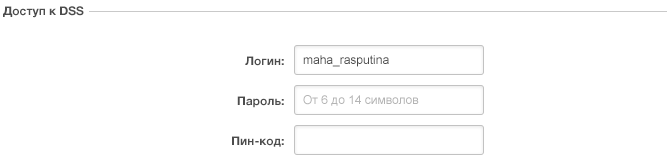 Доступ к DSS
Логин: maha_rasputina
Пароль: От 6 до 14 символов
Пин-код: